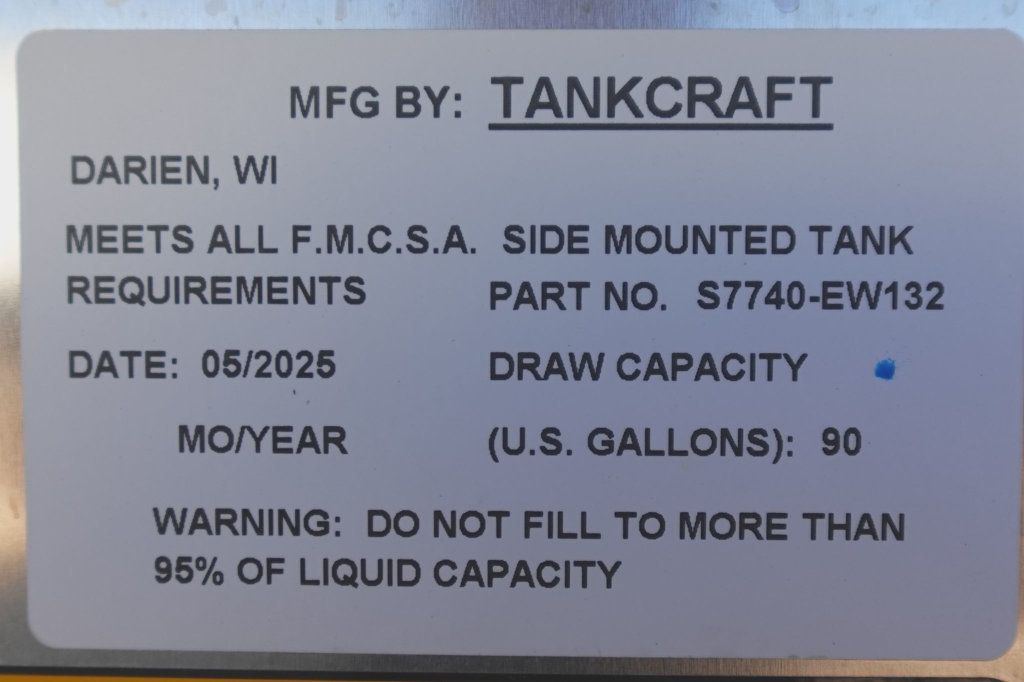 MFG BY: TANKCRAFT
DARIEN, WI
MEETS ALL F.M.C.S.A. SIDE MOUNTED TANK
REQUIREMENTS PART NO. S7740-EW132
DATE: 05/2025 DRAW CAPACITY
MO/YEAR (U.S. GALLONS): 90
WARNING: DO NOT FILL TO MORE THAN
95% OF LIQUID CAPACITY